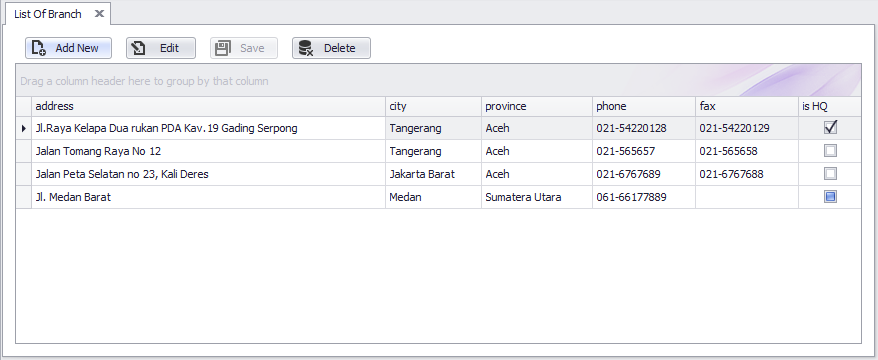 List Of Branch
Add New Edit Save Delete
Drag a column header here to group by that column
address city province phone fax is HQ
Jl.Raya Kelapa Dua rukan PDA Kav.19 Gading Serpong Tangerang Aceh 021-54220128 021-54220129
Jalan Tomang Raya No 12 Tangerang Aceh 021-565657 021-565658
Jalan Peta Selatan no 23, Kali Deres Jakarta Barat Aceh 021-6767689 021-6767688
Jl. Medan Barat Medan Sumatera Utara 061-66177889